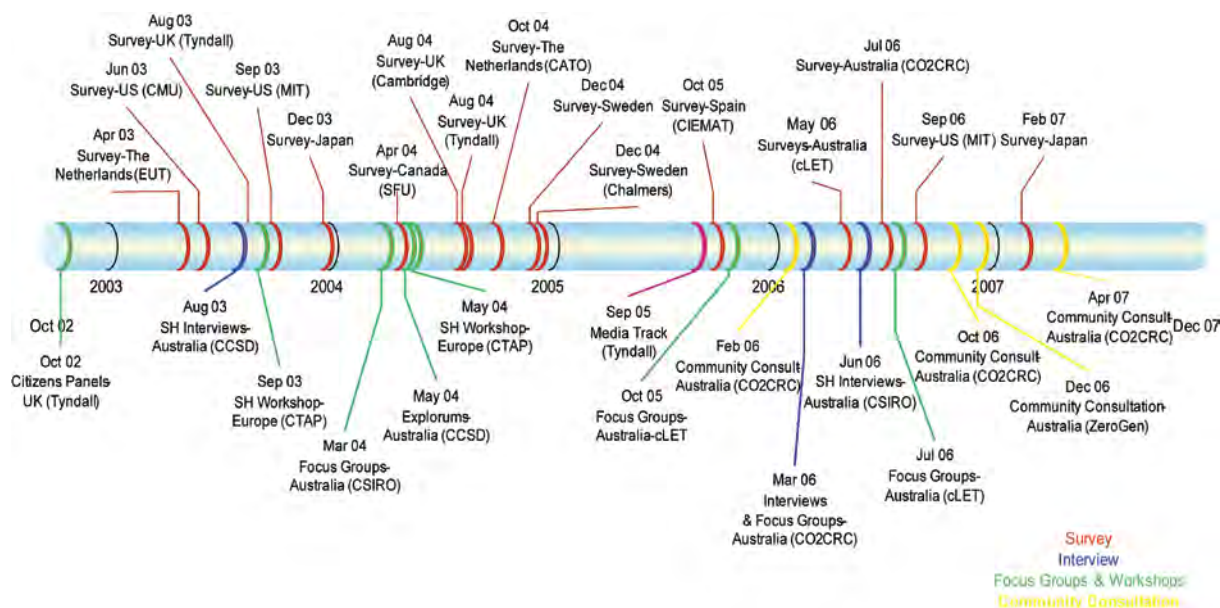 Aug 03
Survey-UK (Tyndall)
Jun 03
Survey-US (CMU)
Sep 03
Survey-US (MIT)
Apr 03
Survey-The
Netherlands (EUT)
Dec 03
Survey-Japan
Aug 04
Survey-UK
(Cambridge)
Oct 04
Survey-The
Netherlands (CATO)
Aug 04
Survey-UK
(Tyndall)
Apr 04
Survey-Canada
(SFU)
Dec 04
Survey-Sweden
Dec 04
Survey-Sweden
(Chalmers)
Oct 05
Survey-Spain
(CIEMAT)
Jul 06
Survey-Australia (CO2CRC)
May 06
Surveys-Australia
(cLET)
Sep 06
Survey-US (MIT)
Feb 07
Survey-Japan
2003
2004
2005
2006
2007
Oct 02
Oct 02
Citizens Panels-
UK (Tyndall)
Aug 03
SH Interviews-
Australia (CCSD)
Sep 03
SH Workshop-
Europe (CTAP)
Mar 04
Focus Groups-
Australia (CSIRO)
May 04
Explorums-
Australia (CCSD)
May 04
SH Workshop-
Europe (CTAP)
Sep 05
Media Track
(Tyndall)
Oct 05
Focus Groups-
Australia-cLET
Feb 06
Community Consult-
Australia (CO2CRC)
Mar 06
Interviews
& Focus Groups-
Australia (CO2CRC)
Jun 06
SH Interviews-
Australia (CSIRO)
Jul 06
Focus Groups-
Australia (cLET)
Oct 06
Community Consult-
Australia (CO2CRC)
Dec 06
Community Consultation-
Australia (ZeroGen)
Apr 07
Community Consult-
Australia (CO2CRC)
Dec 07
Survey
Interview
Focus Groups & Workshops
Community Consultation